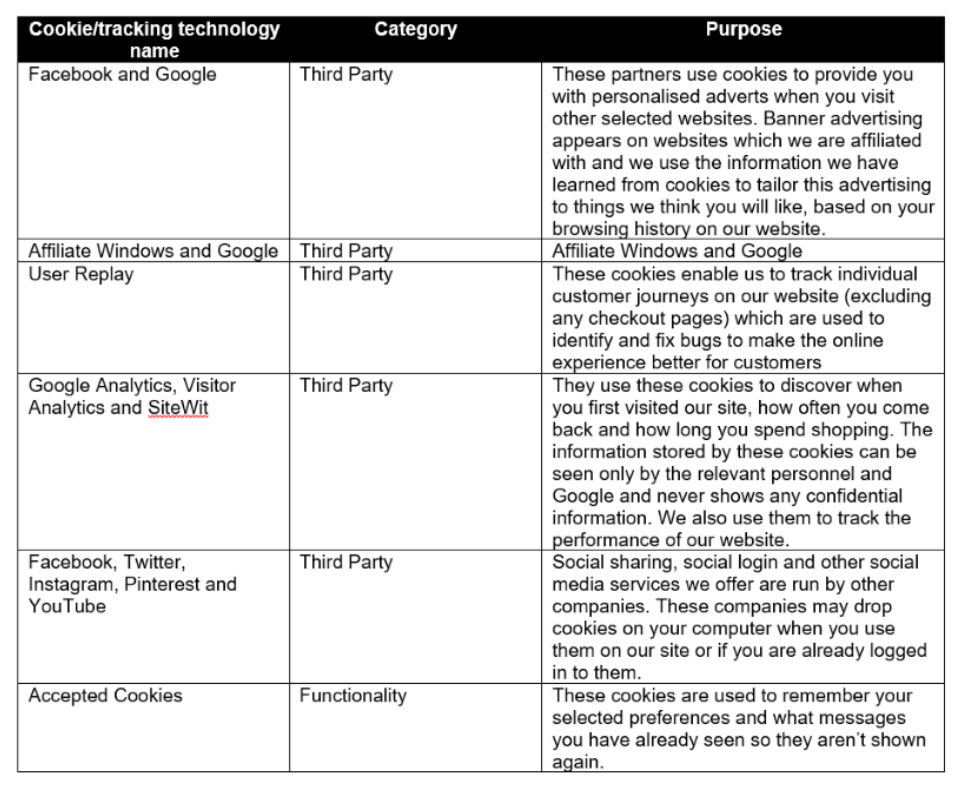 Cookie/tracking technology name
Category
Purpose
Facebook and Google
Third Party
These partners use cookies to provide you
with personalised adverts when you visit
other selected websites. Banner advertising
appears on websites which we are affiliated
with and we use the information we have
learned from cookies to tailor this advertising
to things we think you will like, based on your
browsing history on our website.
Affiliate Windows and Google
Third Party
Affiliate Windows and Google
User Replay
Third Party
These cookies enable us to track individual
customer journeys on our website (excluding
any checkout pages) which are used to
identify and fix bugs to make the online
experience better for customers
Google Analytics, Visitor
Analytics and SiteWit
Third Party
They use these cookies to discover when
you first visited our site, how often you come
back and how long you spend shopping. The
information stored by these cookies can be
seen only by the relevant personnel and
Google and never shows any confidential
information. We also use them to track the
performance of our website.
Facebook, Twitter,
Instagram, Pinterest and
YouTube
Third Party
Social sharing, social login and other social
media services we offer are run by other
companies. These companies may drop
cookies on your computer when you use
them on our site or if you are already logged
in to them.
Accepted Cookies
Functionality
These cookies are used to remember your
selected preferences and what messages
you have already seen so they aren't shown
again.